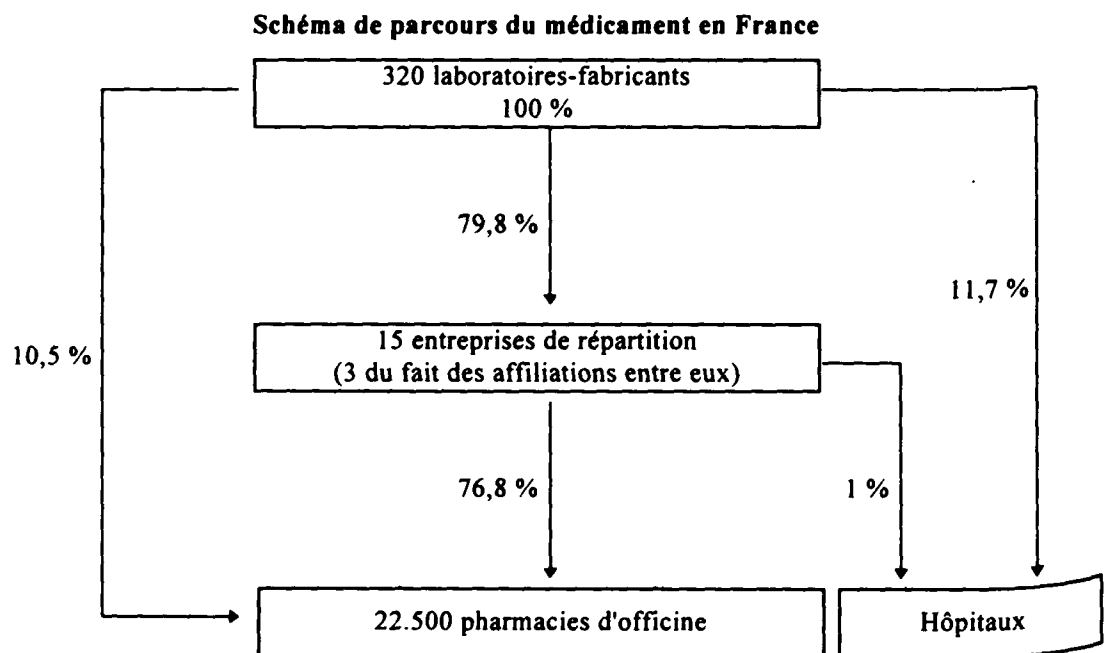 Schéma de parcours du médicament en France
320 laboratoires-fabricants
100 %
79,8 %
11,7 %
10,5 %
15 entreprises de répartition
(3 du fait des affiliations entre eux)
76,8 %
1 %
22.500 pharmacies d'officine
Hôpitaux